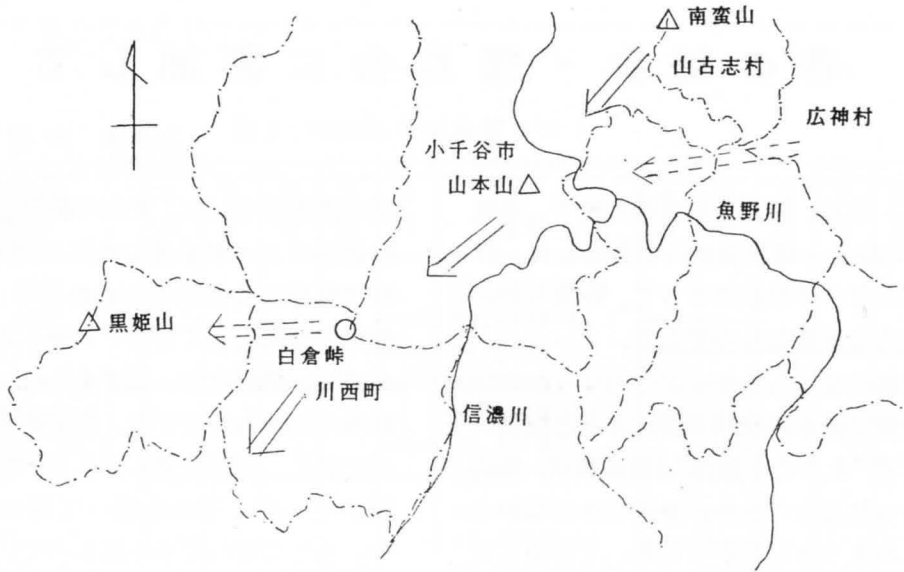 南蛮山
山古志村
広神村
小千谷市
山本山
魚野川
黒姫山
白倉峠
川西町
信濃川